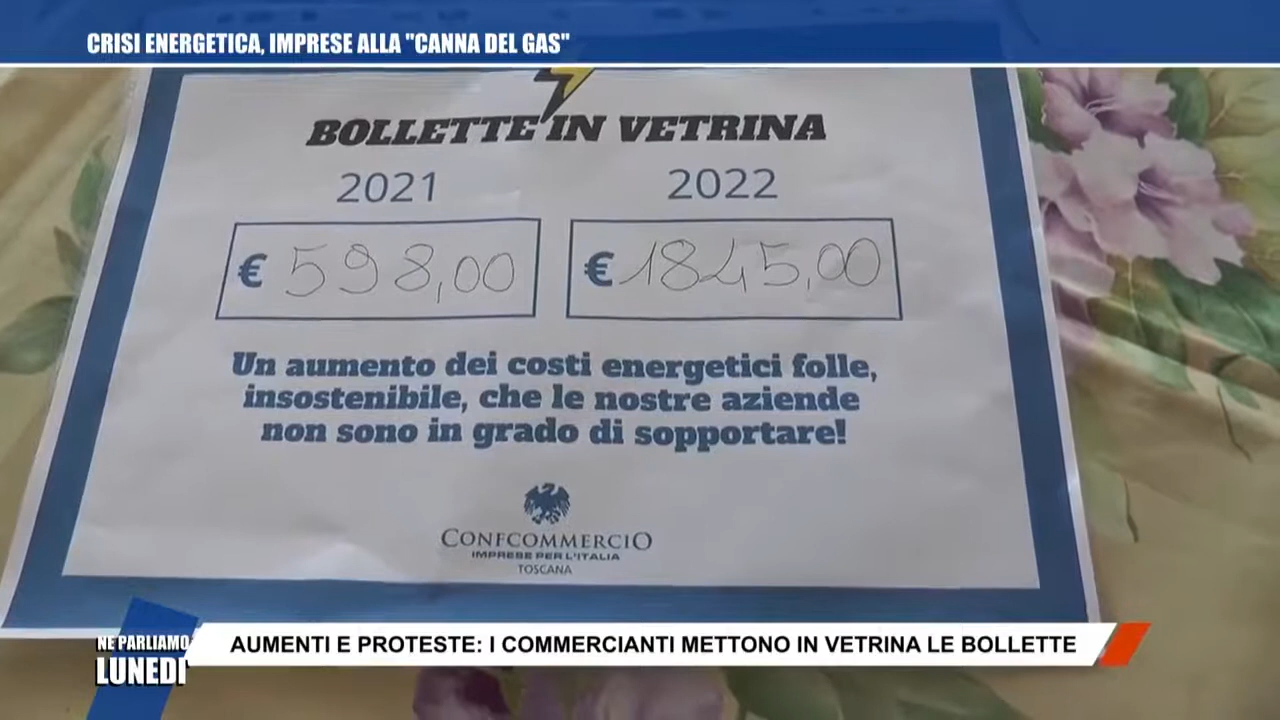 CRISI ENERGETICA, IMPRESE ALLA "CANNA DEL GAS"
BOLLETTE IN VETRINA
2021 2022
€ 598,00 € 1845,00
Un aumento dei costi energetici folle,
insostenibile, che le nostre aziende
non sono in grado di sopportare!
CONFCOMMERCIO
IMPRESE PER L'ITALIA
TOSCANA
NE PARLIAMO
LUNEDÌ
AUMENTI E PROTESTE: I COMMERCIANTI METTONO IN VETRINA LE BOLLETTE